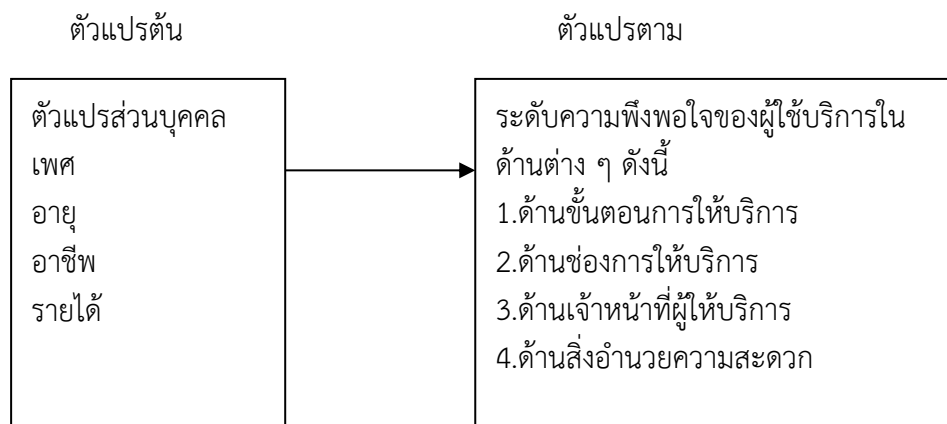 ตัวแปรต้น
ตัวแปรตาม
ตัวแปรส่วนบุคคล
เพศ
อายุ
อาชีพ
รายได้
ระดับความพึงพอใจของผู้ใช้บริการใน
ด้านต่าง ๆ ดังนี้
1.ด้านขั้นตอนการให้บริการ
2.ด้านช่องการให้บริการ
3.ด้านเจ้าหน้าที่ผู้ให้บริการ
4.ด้านสิ่งอำนวยความสะดวก